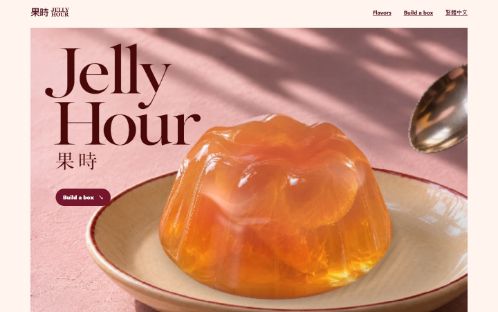 果時 JELLY HOUR
Flavors
Build a box
繁體中文
Jelly
Hour
果時
Build a box ↘